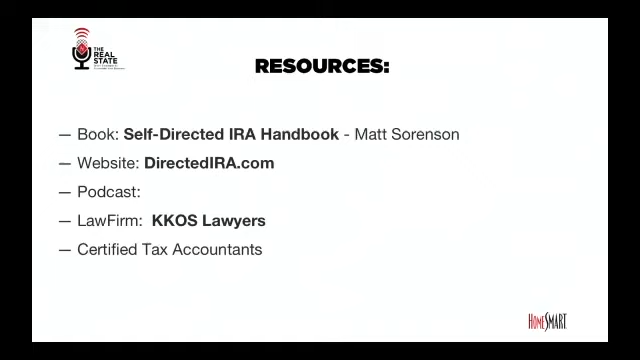 THE
REAL
STATE
RESOURCES:
— Book: Self-Directed IRA Handbook - Matt Sorenson
— Website: DirectedIRA.com
— Podcast:
— LawFirm: KKOS Lawyers
— Certified Tax Accountants
HOMESMART